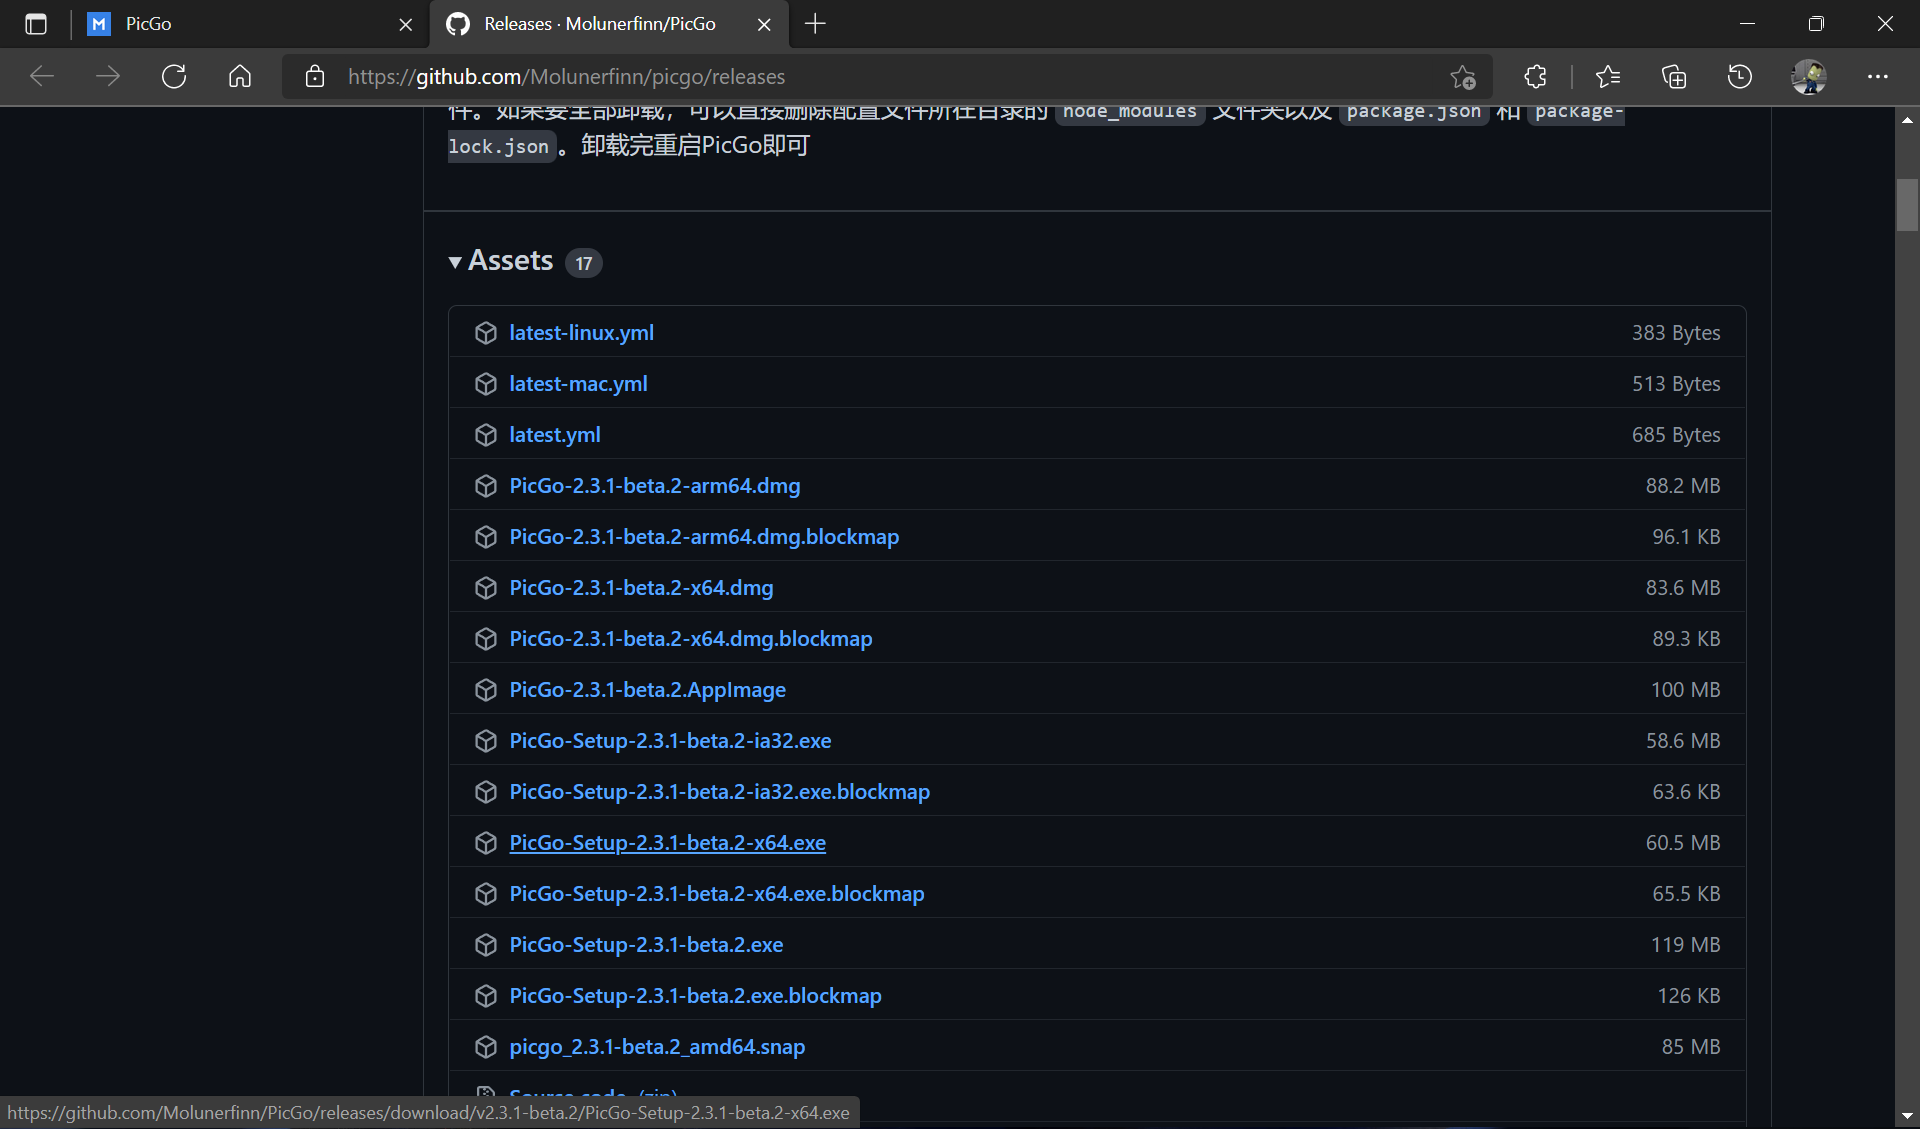 PicGo
Releases · Molunerfinn/PicGo
https://github.com/Molunerfinn/picgo/releases
件。如果要全部卸载，可以直接删除配置文件所在目录的 node_modules 文件夹以及 package.json 和 package-
lock.json 。卸载完重启PicGo即可
Assets 17
latest-linux.yml 383 Bytes
latest-mac.yml 513 Bytes
latest.yml 685 Bytes
PicGo-2.3.1-beta.2-arm64.dmg 88.2 MB
PicGo-2.3.1-beta.2-arm64.dmg.blockmap 96.1 KB
PicGo-2.3.1-beta.2-x64.dmg 83.6 MB
PicGo-2.3.1-beta.2-x64.dmg.blockmap 89.3 KB
PicGo-2.3.1-beta.2.AppImage 100 MB
PicGo-Setup-2.3.1-beta.2-ia32.exe 58.6 MB
PicGo-Setup-2.3.1-beta.2-ia32.exe.blockmap 63.6 KB
PicGo-Setup-2.3.1-beta.2-x64.exe 60.5 MB
PicGo-Setup-2.3.1-beta.2-x64.exe.blockmap 65.5 KB
PicGo-Setup-2.3.1-beta.2.exe 119 MB
PicGo-Setup-2.3.1-beta.2.exe.blockmap 126 KB
picgo_2.3.1-beta.2_amd64.snap 85 MB
Source code (zip)
https://github.com/Molunerfinn/PicGo/releases/download/v2.3.1-beta.2/PicGo-Setup-2.3.1-beta.2-x64.exe